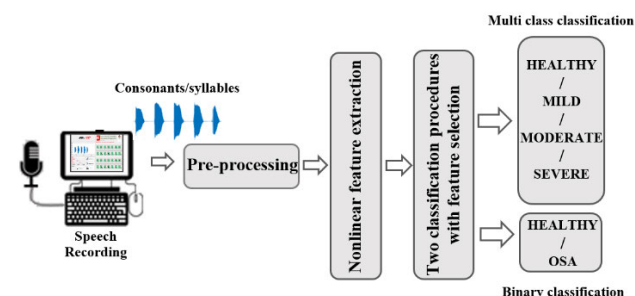 Multi class classification
Consonants/syllables
Speech
Recording
Pre-processing
Nonlinear feature extraction
Two classification procedures
with feature selection
HEALTHY
/
MILD
/
MODERATE
/
SEVERE
HEALTHY
/
OSA
Binary classification